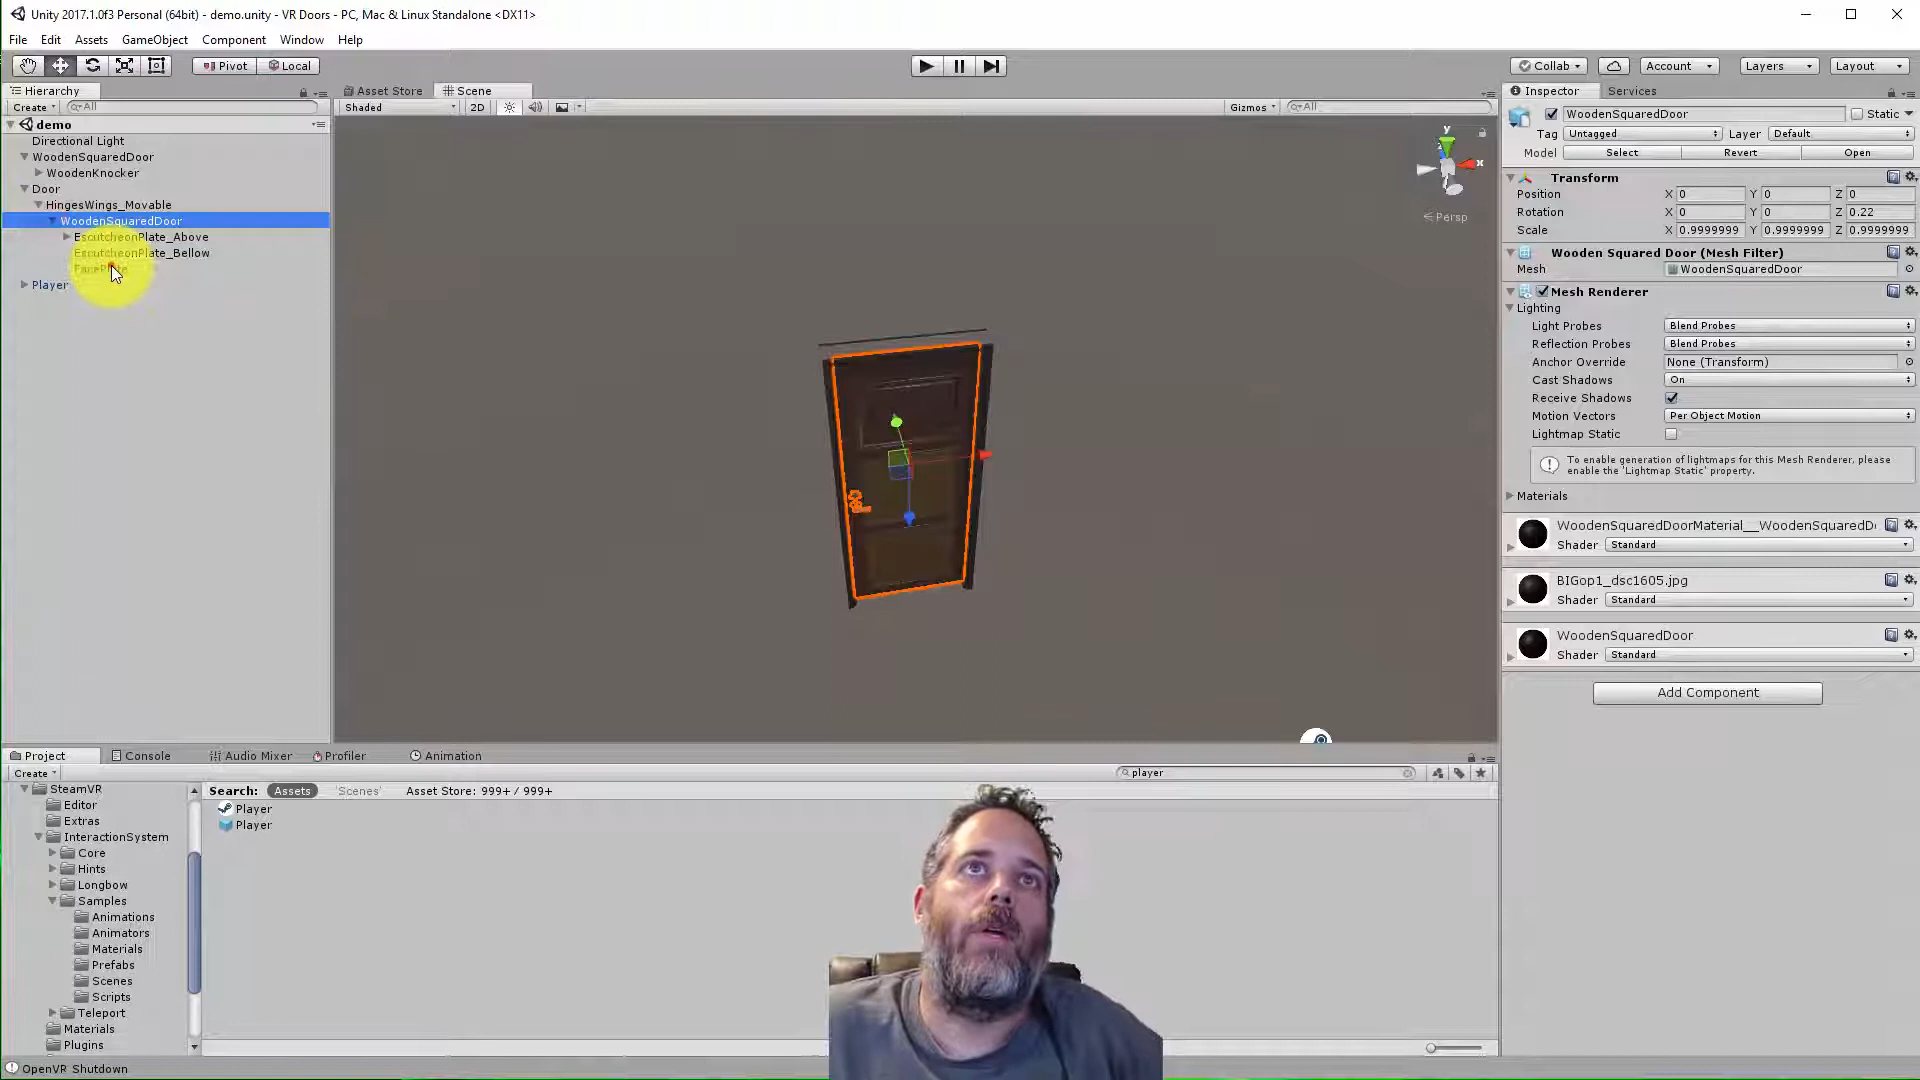 Unity 2017.1.0f3 Personal (64bit) - demo.unity - VR Doors - PC, Mac & Linux Standalone <DX11>
File Edit Assets GameObject Component Window Help
Pivot Local Collab Account Layers Layout
Hierarchy
Asset Store Scene
Inspector Services
Create All
Shaded 2D Gizmos All
WoodenSquaredDoor Static
demo
Tag Untagged Layer Default
Directional Light
Model Select Revert Open
WoodenSquaredDoor
WoodenKnocker
Door
HingesWings_Movable
WoodenSquaredDoor
EscutcheonPlate_Above
EscutcheonPlate_Bellow
FacePlate
Player
y
x
Persp
Transform
Position X 0 Y 0 Z 0
Rotation X 0 Y 0 Z 0.22
Scale X 0.9999999 Y 0.9999999 Z 0.9999999
Wooden Squared Door (Mesh Filter)
Mesh WoodenSquaredDoor
Mesh Renderer
Lighting
Light Probes Blend Probes
Reflection Probes Blend Probes
Anchor Override None (Transform)
Cast Shadows On
Receive Shadows
Motion Vectors Per Object Motion
Lightmap Static
To enable generation of lightmaps for this Mesh Renderer, please
enable the 'Lightmap Static' property.
Materials
WoodenSquaredDoorMaterial__WoodenSquaredD
Shader Standard
BIGop1_dsc1605.jpg
Shader Standard
WoodenSquaredDoor
Shader Standard
Add Component
Project Console Audio Mixer Profiler Animation
Create player
SteamVR
Editor
Extras
InteractionSystem
Core
Hints
Longbow
Samples
Animations
Animators
Materials
Prefabs
Scenes
Scripts
Teleport
Materials
Plugins
Search: Assets 'Scenes' Asset Store: 999+ / 999+
Player
Player
OpenVR Shutdown